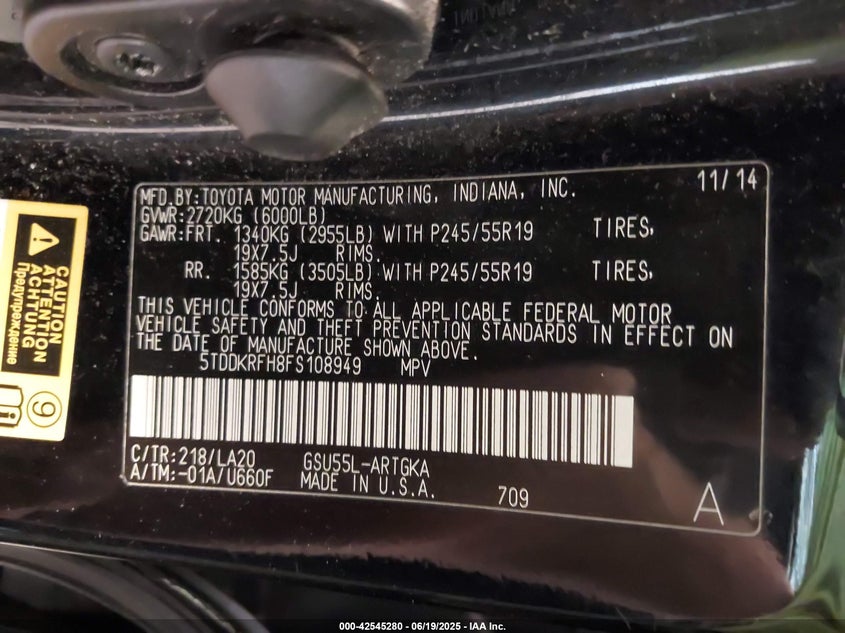 MFD.BY:TOYOTA MOTOR MANUFACTURING, INDIANA, INC. 11/14
GVWR:2720KG (6000LB)
GAWR:FRT. 1340KG (2955LB) WITH P245/55R19 TIRES,
19X7.5J RIMS.
RR. 1585KG (3505LB) WITH P245/55R19 TIRES,
19X7.5J RIMS.
THIS VEHICLE CONFORMS TO ALL APPLICABLE FEDERAL MOTOR
VEHICLE SAFETY AND THEFT PREVENTION STANDARDS IN EFFECT ON
THE DATE OF MANUFACTURE SHOWN ABOVE.
5TDDKRFH8FS108949 MPV
C/TR:218/LA20 GSU55L-ARTGKA
A/TM:-01A/U660F MADE IN U.S.A. 709
A
CAUTION
ATTENTION
ACHTUNG
Предупреждение
9
000-42545280 - 06/19/2025 - IAA Inc.